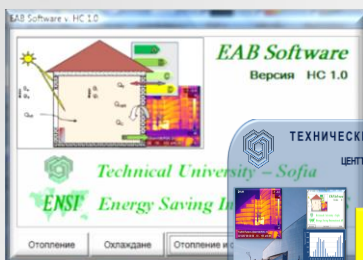 EAB Software v. HC 1.0
EAB Software
Версия HC 1.0
Technical University – Sofia
ENSI
Energy Saving In
ТЕХНИЧЕСК
ЦЕНТ
Отопление
Охлаждане
Отопление и о